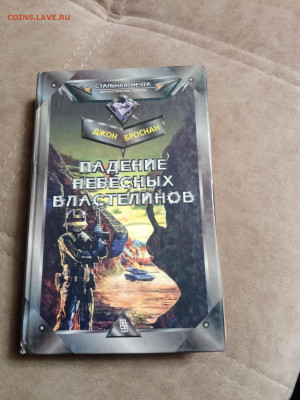 COINS.LAVE.RU
СТАЛЬНАЯ МЕЧТА
ДЖОН БРОСНАН
ПАДЕНИЕ
НЕБЕСНЫХ
ВЛАСТЕЛИНОВ